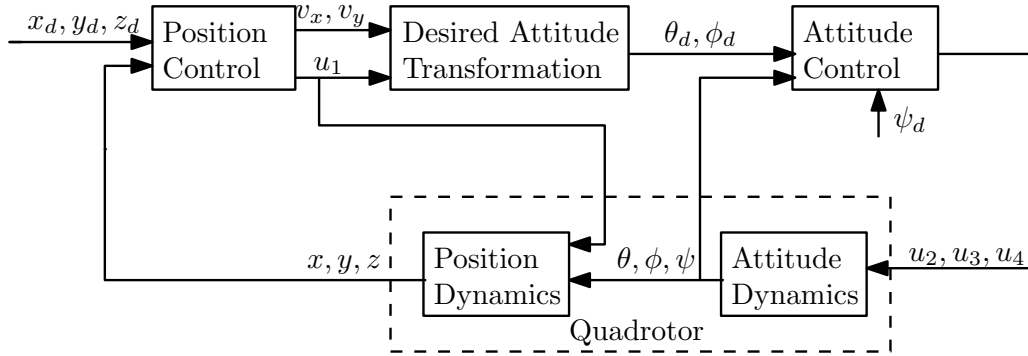 x_d, y_d, z_d
Position
Control
v_x, v_y
u_1
Desired Attitude
Transformation
θ_d, ϕ_d
Attitude
Control
ψ_d
x, y, z
Position
Dynamics
θ, ϕ, ψ
Attitude
Dynamics
u_2, u_3, u_4
Quadrotor